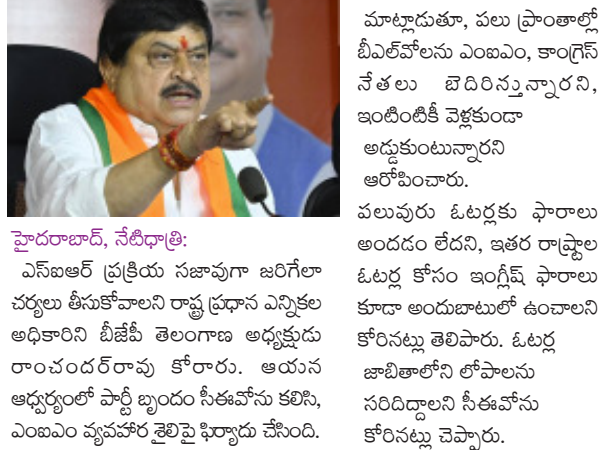 హైదరాబాద్, నేటిధాత్రి:
ఎస్ఐఆర్ ప్రక్రియ సజావుగా జరిగేలా
చర్యలు తీసుకోవాలని రాష్ట్ర ప్రధాన ఎన్నికల
అధికారిని బీజేపీ తెలంగాణ అధ్యక్షుడు
రాంచందర్‌రావు కోరారు. ఆయన
ఆధ్వర్యంలో పార్టీ బృందం సీఈవోను కలిసి,
ఎంఐఎం వ్యవహార శైలిపై ఫిర్యాదు చేసింది.
మాట్లాడుతూ, పలు ప్రాంతాల్లో
బీఎల్‌వోలను ఎంఐఎం, కాంగ్రెస్
నేతలు బెదిరిస్తున్నారని,
ఇంటింటికీ వెళ్లకుండా
అడ్డుకుంటున్నారని
ఆరోపించారు.
పలువురు ఓటర్లకు ఫారాలు
అందడం లేదని, ఇతర రాష్ట్రాల
ఓటర్ల కోసం ఇంగ్లీష్ ఫారాలు
కూడా అందుబాటులో ఉంచాలని
కోరినట్లు తెలిపారు. ఓటర్ల
జాబితాలోని లోపాలను
సరిదిద్దాలని సీఈవోను
కోరినట్లు చెప్పారు.